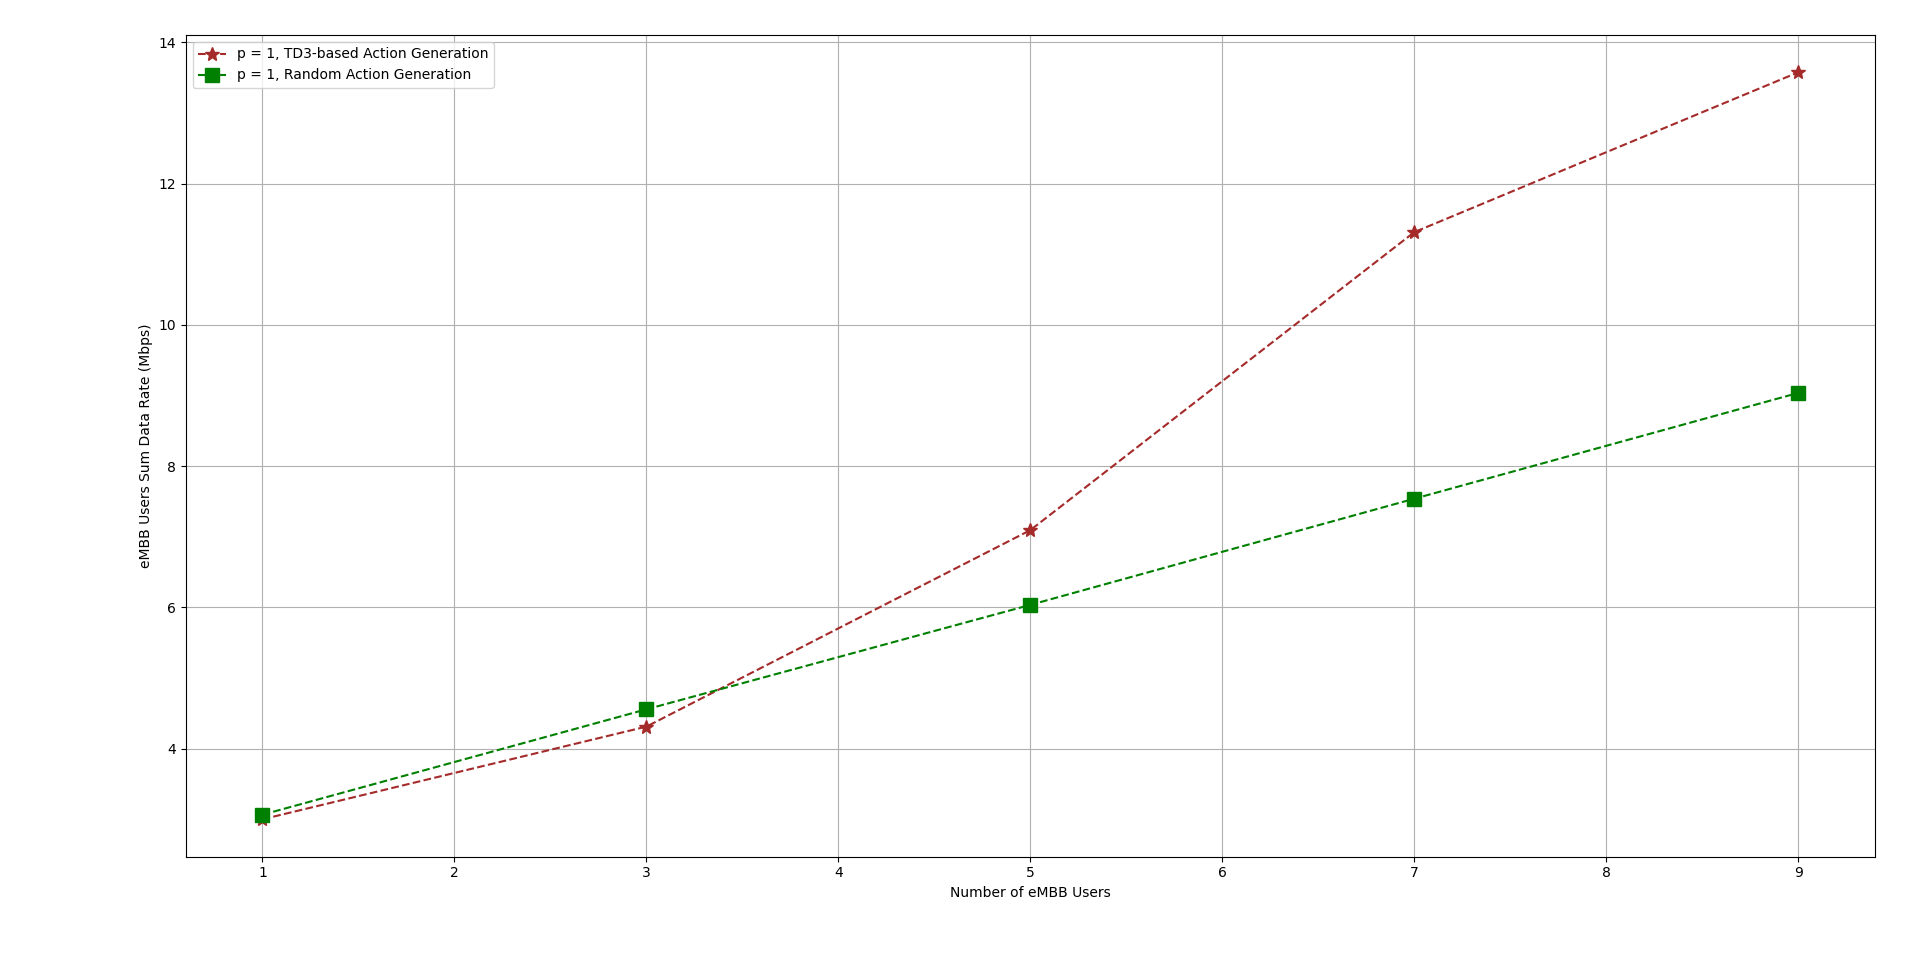 p = 1, TD3-based Action Generation
p = 1, Random Action Generation
14
12
10
8
6
4
eMBB Users Sum Data Rate (Mbps)
1 2 3 4 5 6 7 8 9
Number of eMBB Users